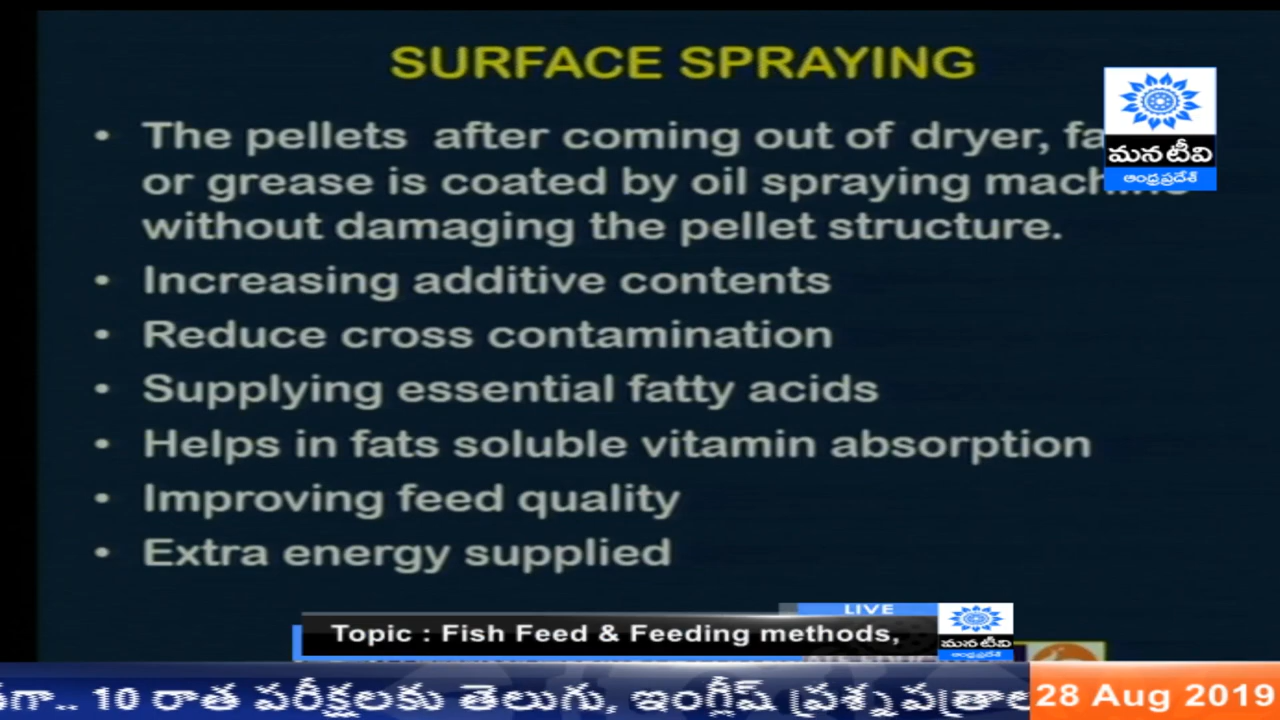 SURFACE SPRAYING
• The pellets after coming out of dryer,
or grease is coated by oil spraying
without damaging the pellet structure.
• Increasing additive contents
• Reduce cross contamination
• Supplying essential fatty acids
• Helps in fats soluble vitamin absorption
• Improving feed quality
• Extra energy supplied
మన టీవి
ఆంధ్రప్రదేశ్
LIVE
Topic : Fish Feed & Feeding methods,
మన టీవి
ఆంధ్రప్రదేశ్
10 రాత పరీక్షలకు తెలుగు, ఇంగ్లీష్
28 Aug 2019